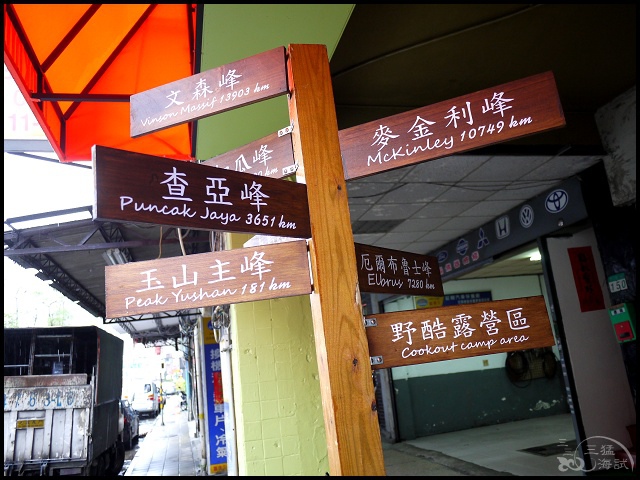 文森峰
Vinson Massif 13903 km
瓜峰
麥金利峰
McKinley 10749 km
查亞峰
Puncak Jaya 3651 km
玉山主峰
Peak Yushan 181 km
厄爾布魯士峰
Elbrus 7280 km
野酷露營區
Cookout camp area
150
三猛
海試